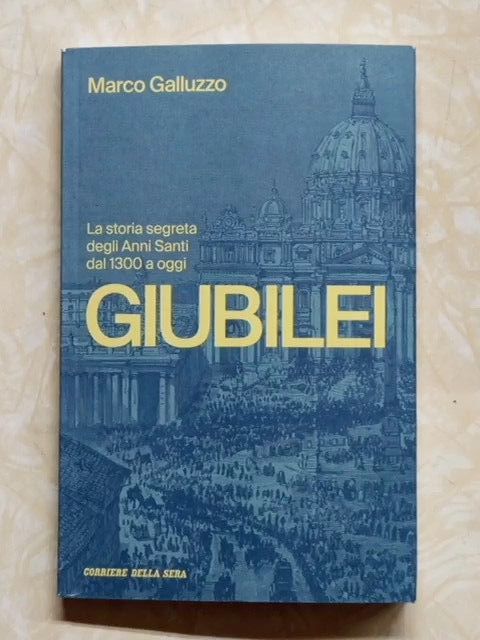 Marco Galluzzo
La storia segreta
degli Anni Santi
dal 1300 a oggi
GIUBILEI
CORRIERE DELLA SERA